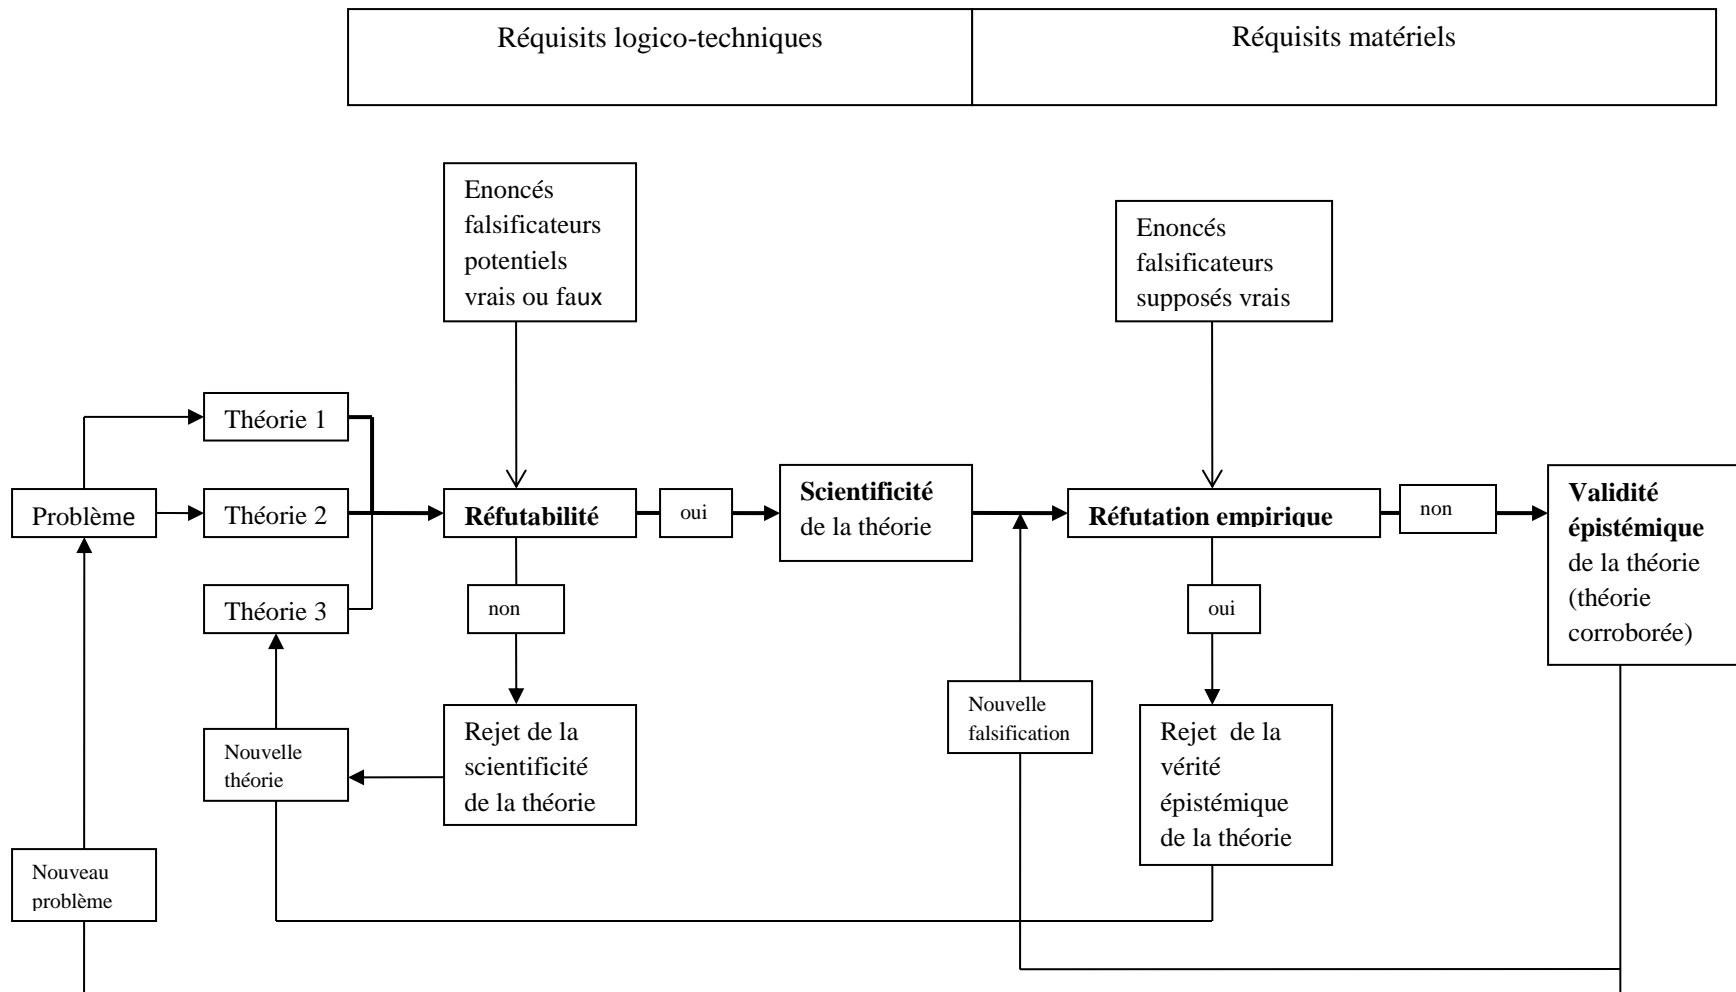 Réquisits logico-techniques
Réquisits matériels
Enoncés
falsificateurs
potentiels
vrais ou faux
Enoncés
falsificateurs
supposés vrais
Théorie 1
Problème
Théorie 2
Réfutabilité
oui
Scientificité
de la théorie
Réfutation empirique
non
Validité
épistémique
de la théorie
(théorie
corroborée)
Théorie 3
non
oui
Nouvelle
théorie
Rejet de la
scientificité
de la théorie
Nouvelle
falsification
Rejet  de la
vérité
épistémique
de la théorie
Nouveau
problème